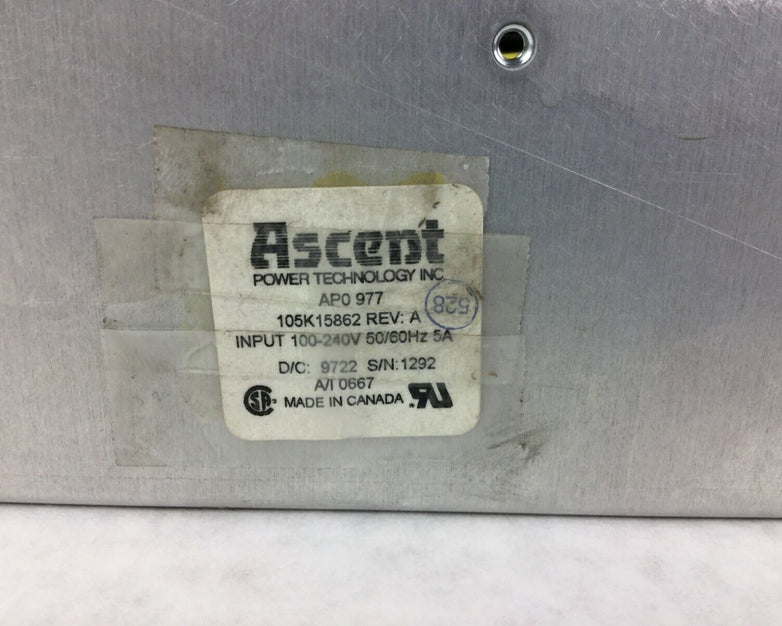 Ascent
POWER TECHNOLOGY INC
AP0 977
528
105K15862 REV: A
INPUT 100-240V 50/60Hz 5A
D/C: 9722 S/N:1292
A/I 0667
MADE IN CANADA